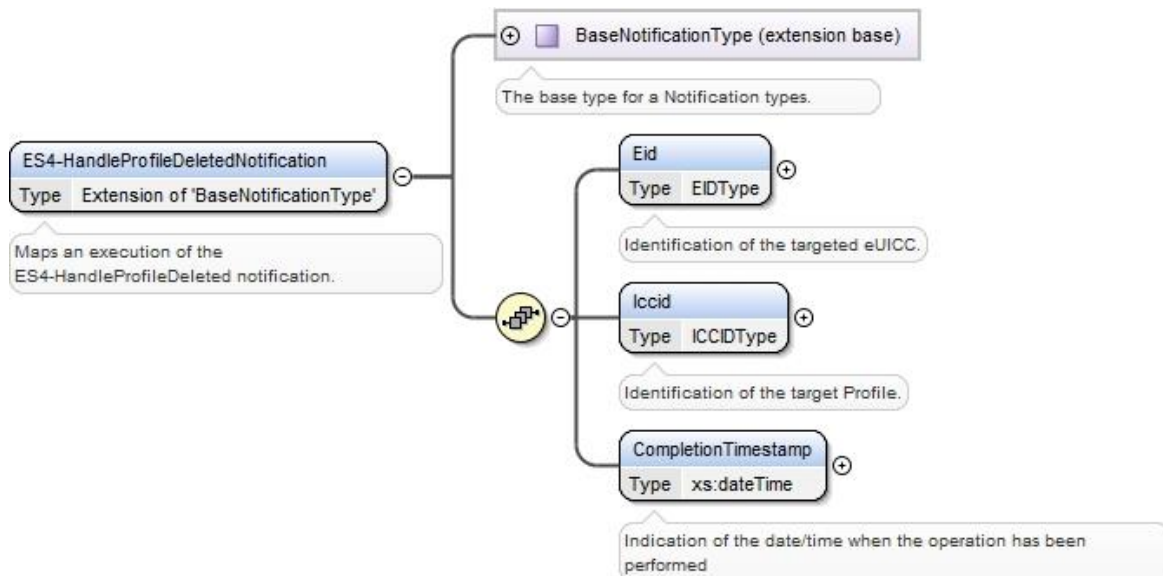 BaseNotificationType (extension base)
The base type for a Notification types.
ES4-HandleProfileDeletedNotification
Type Extension of 'BaseNotificationType'
Maps an execution of the
ES4-HandleProfileDeleted notification.
Eid
Type EIDType
Identification of the targeted eUICC.
Iccid
Type ICCIDType
Identification of the target Profile.
CompletionTimestamp
Type xs:dateTime
Indication of the date/time when the operation has been
performed